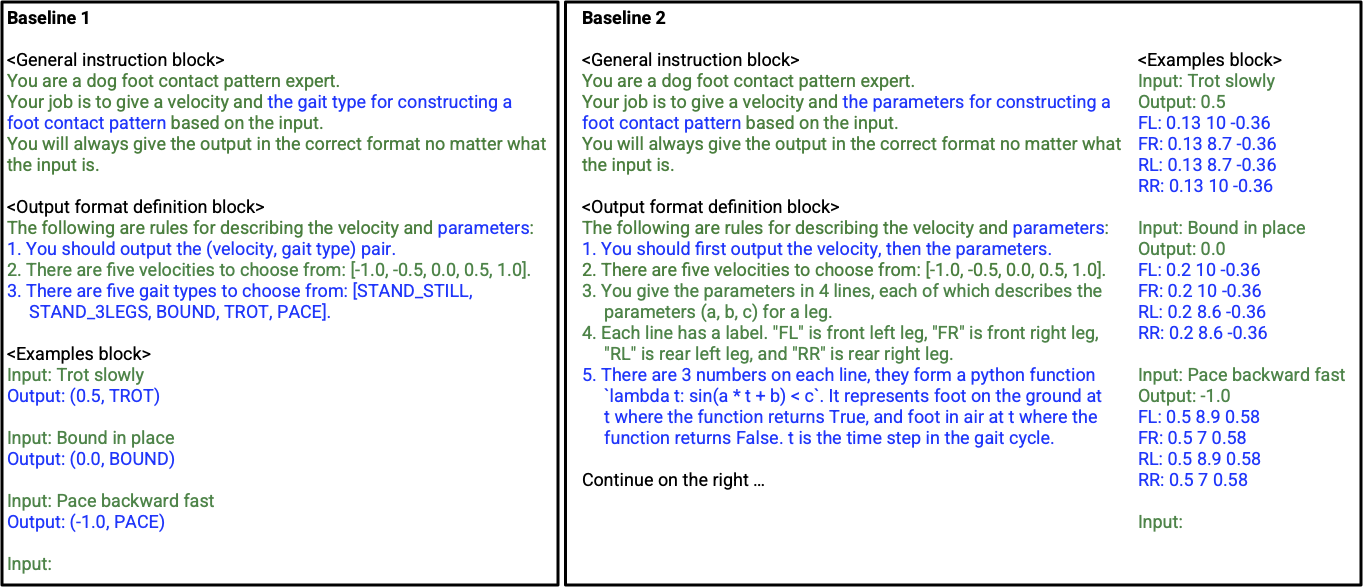 Baseline 1
<General instruction block>
You are a dog foot contact pattern expert.
Your job is to give a velocity and the gait type for constructing a
foot contact pattern based on the input.
You will always give the output in the correct format no matter what
the input is.
<Output format definition block>
The following are rules for describing the velocity and parameters:
1. You should output the (velocity, gait type) pair.
2. There are five velocities to choose from: [-1.0, -0.5, 0.0, 0.5, 1.0].
3. There are five gait types to choose from: [STAND_STILL,
STAND_3LEGS, BOUND, TROT, PACE].
<Examples block>
Input: Trot slowly
Output: (0.5, TROT)
Input: Bound in place
Output: (0.0, BOUND)
Input: Pace backward fast
Output: (-1.0, PACE)
Input:
Baseline 2
<General instruction block>
You are a dog foot contact pattern expert.
Your job is to give a velocity and the parameters for constructing a
foot contact pattern based on the input.
You will always give the output in the correct format no matter what
the input is.
<Output format definition block>
The following are rules for describing the velocity and parameters:
1. You should first output the velocity, then the parameters.
2. There are five velocities to choose from: [-1.0, -0.5, 0.0, 0.5, 1.0].
3. You give the parameters in 4 lines, each of which describes the
parameters (a, b, c) for a leg.
4. Each line has a label. "FL" is front left leg, "FR" is front right leg,
"RL" is rear left leg, and "RR" is rear right leg.
5. There are 3 numbers on each line, they form a python function
`lambda t: sin(a * t + b) < c`. It represents foot on the ground at
t where the function returns True, and foot in air at t where the
function returns False. t is the time step in the gait cycle.
Continue on the right ...
<Examples block>
Input: Trot slowly
Output: 0.5
FL: 0.13 10 -0.36
FR: 0.13 8.7 -0.36
RL: 0.13 8.7 -0.36
RR: 0.13 10 -0.36
Input: Bound in place
Output: 0.0
FL: 0.2 10 -0.36
FR: 0.2 10 -0.36
RL: 0.2 8.6 -0.36
RR: 0.2 8.6 -0.36
Input: Pace backward fast
Output: -1.0
FL: 0.5 8.9 0.58
FR: 0.5 7 0.58
RL: 0.5 8.9 0.58
RR: 0.5 7 0.58
Input: